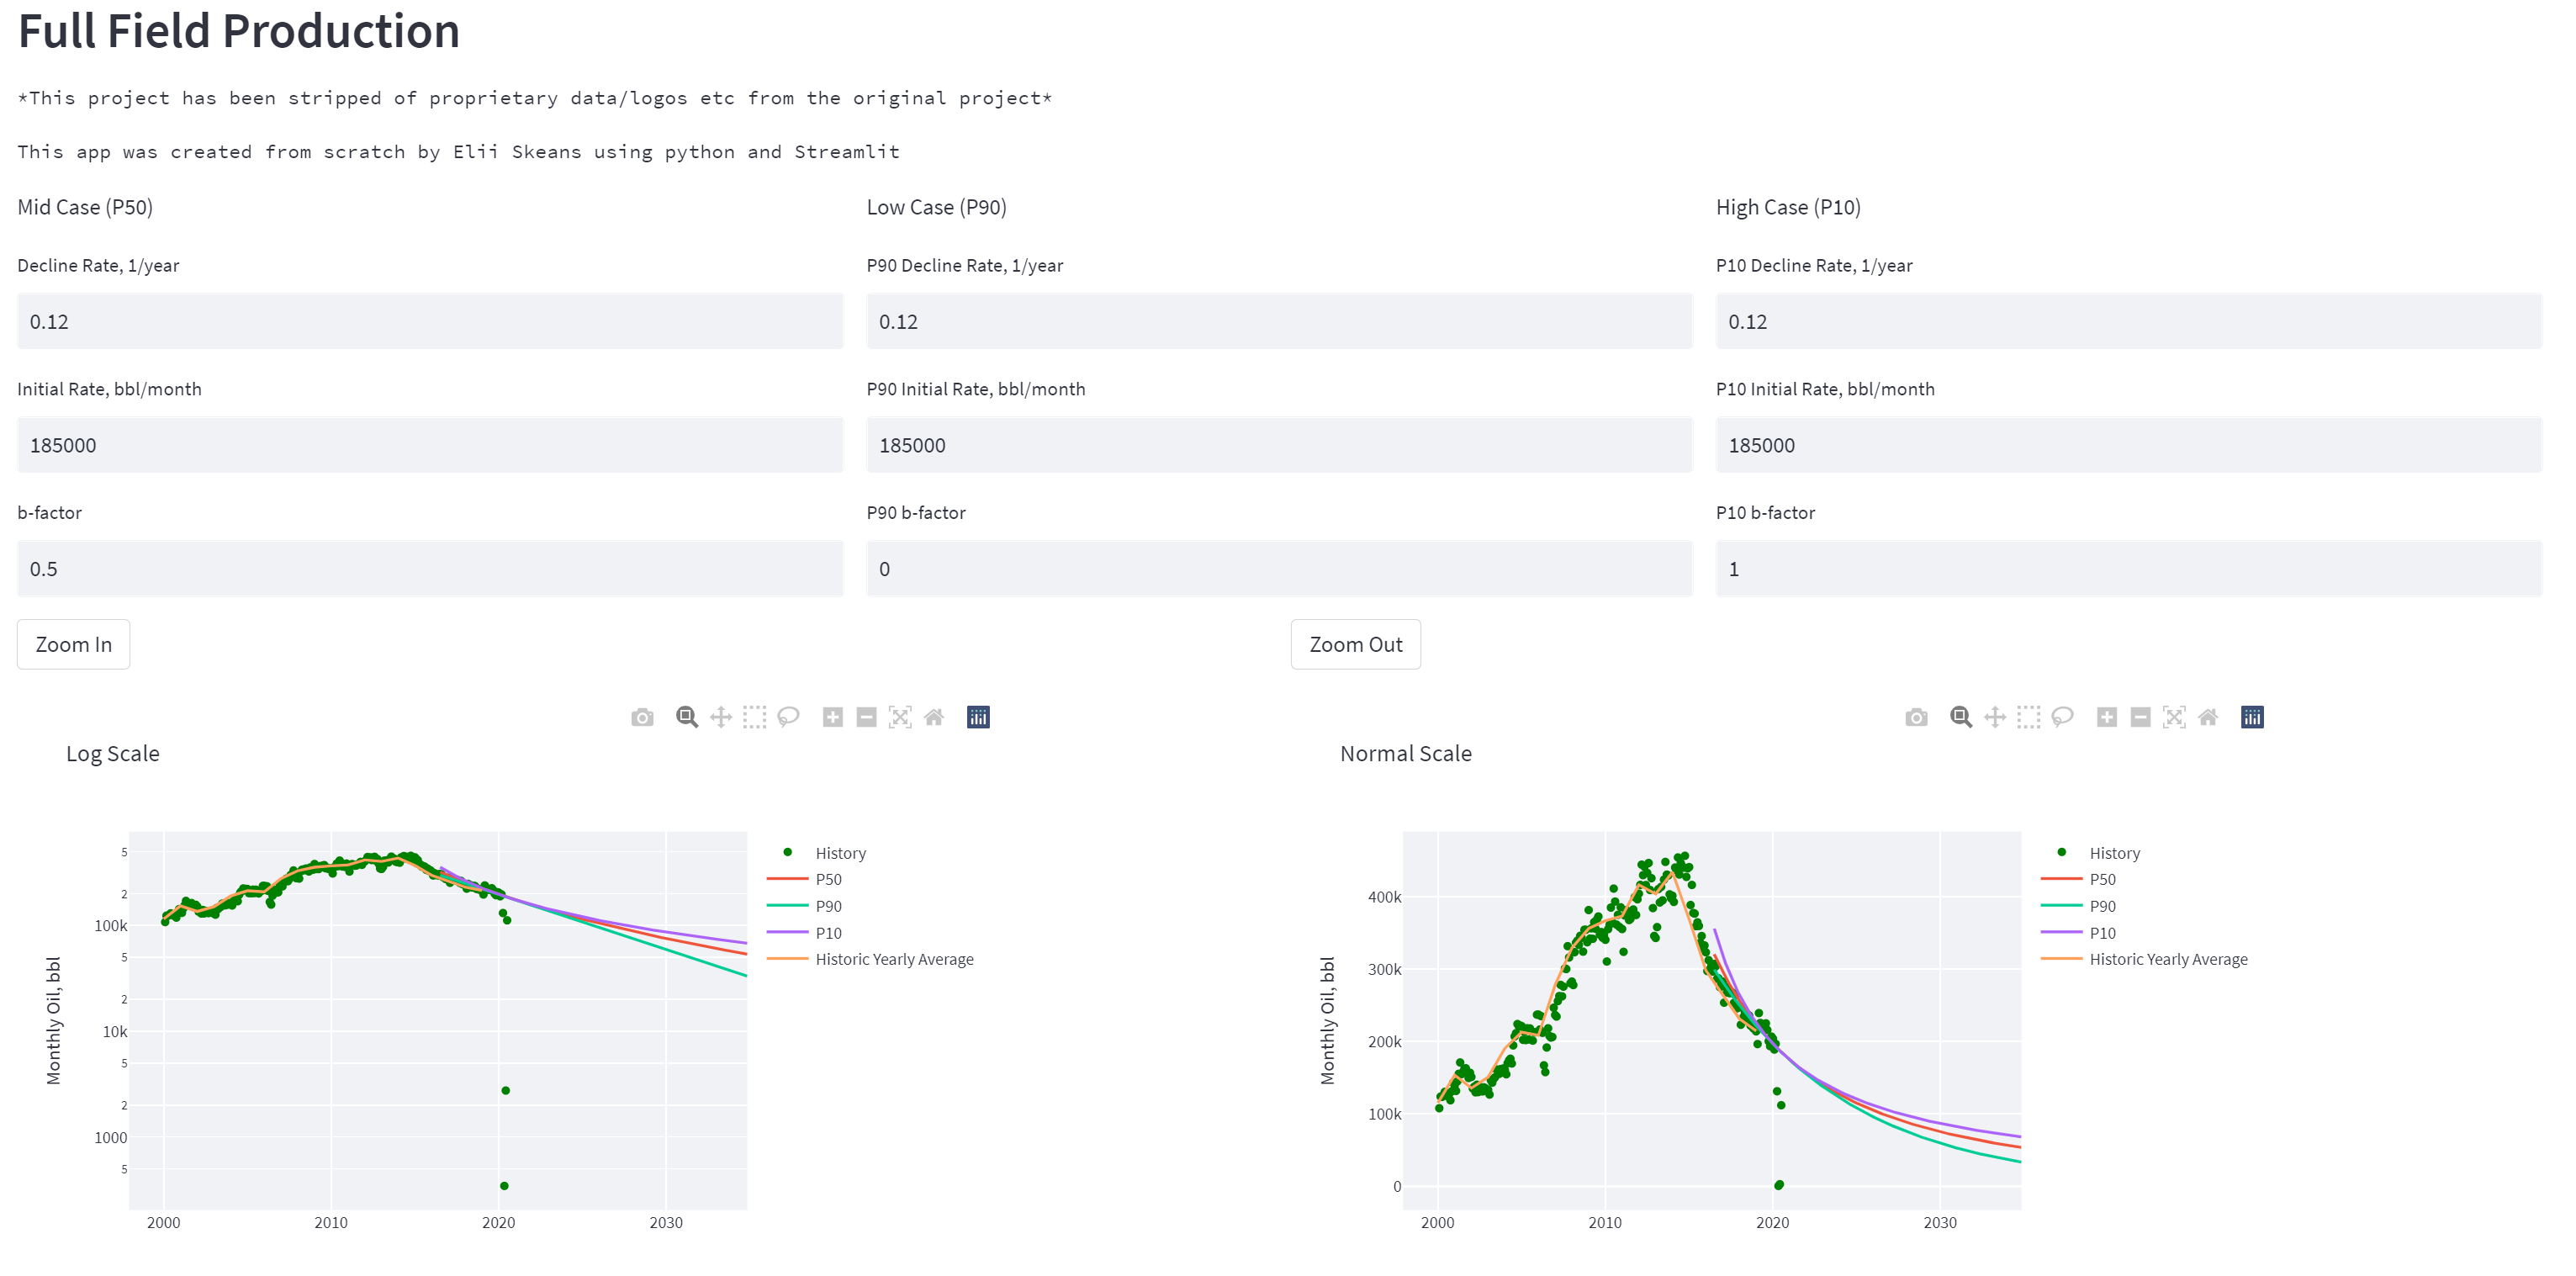 Full Field Production
*This project has been stripped of proprietary data/logos etc from the original project*
This app was created from scratch by Elii Skeans using python and Streamlit
Mid Case (P50)
Low Case (P90)
High Case (P10)
Decline Rate, 1/year
P90 Decline Rate, 1/year
P10 Decline Rate, 1/year
0.12
0.12
0.12
Initial Rate, bbl/month
P90 Initial Rate, bbl/month
P10 Initial Rate, bbl/month
185000
185000
185000
b-factor
P90 b-factor
P10 b-factor
0.5
0
1
Zoom In
Zoom Out
Log Scale
Monthly Oil, bbl
5
2
100k
5
2
10k
5
2
1000
5
2000
2010
2020
2030
History
P50
P90
P10
Historic Yearly Average
Normal Scale
Monthly Oil, bbl
400k
300k
200k
100k
0
2000
2010
2020
2030
History
P50
P90
P10
Historic Yearly Average